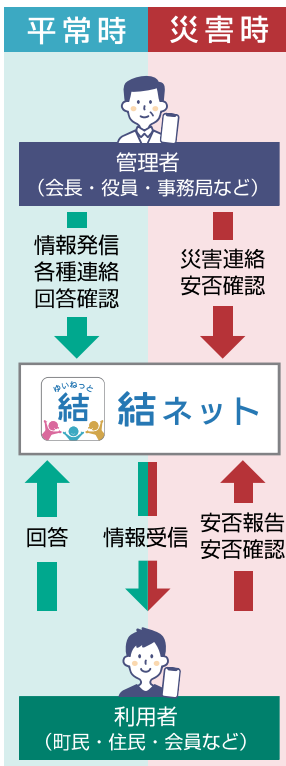 平常時
災害時
管理者
（会長・役員・事務局など）
情報発信
各種連絡
回答確認
災害連絡
安否確認
ゆいねっと
結
結ネット
回答
情報受信
安否報告
安否確認
利用者
（町民・住民・会員など）